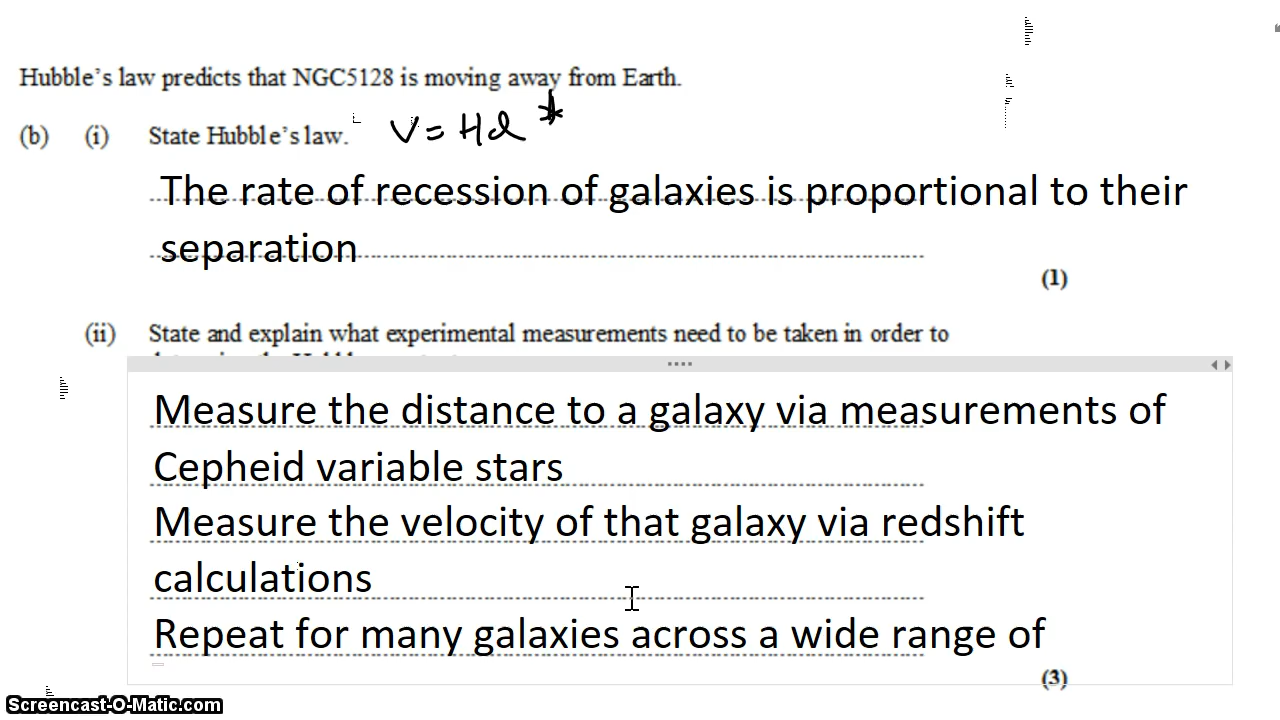 Hubble's law predicts that NGC5128 is moving away from Earth.
(b) (i) State Hubble's law. V = Hd *
The rate of recession of galaxies is proportional to their
separation
(1)
(ii) State and explain what experimental measurements need to be taken in order to
Measure the distance to a galaxy via measurements of
Cepheid variable stars
Measure the velocity of that galaxy via redshift
calculations
Repeat for many galaxies across a wide range of
(3)
Screencast-O-Matic.com